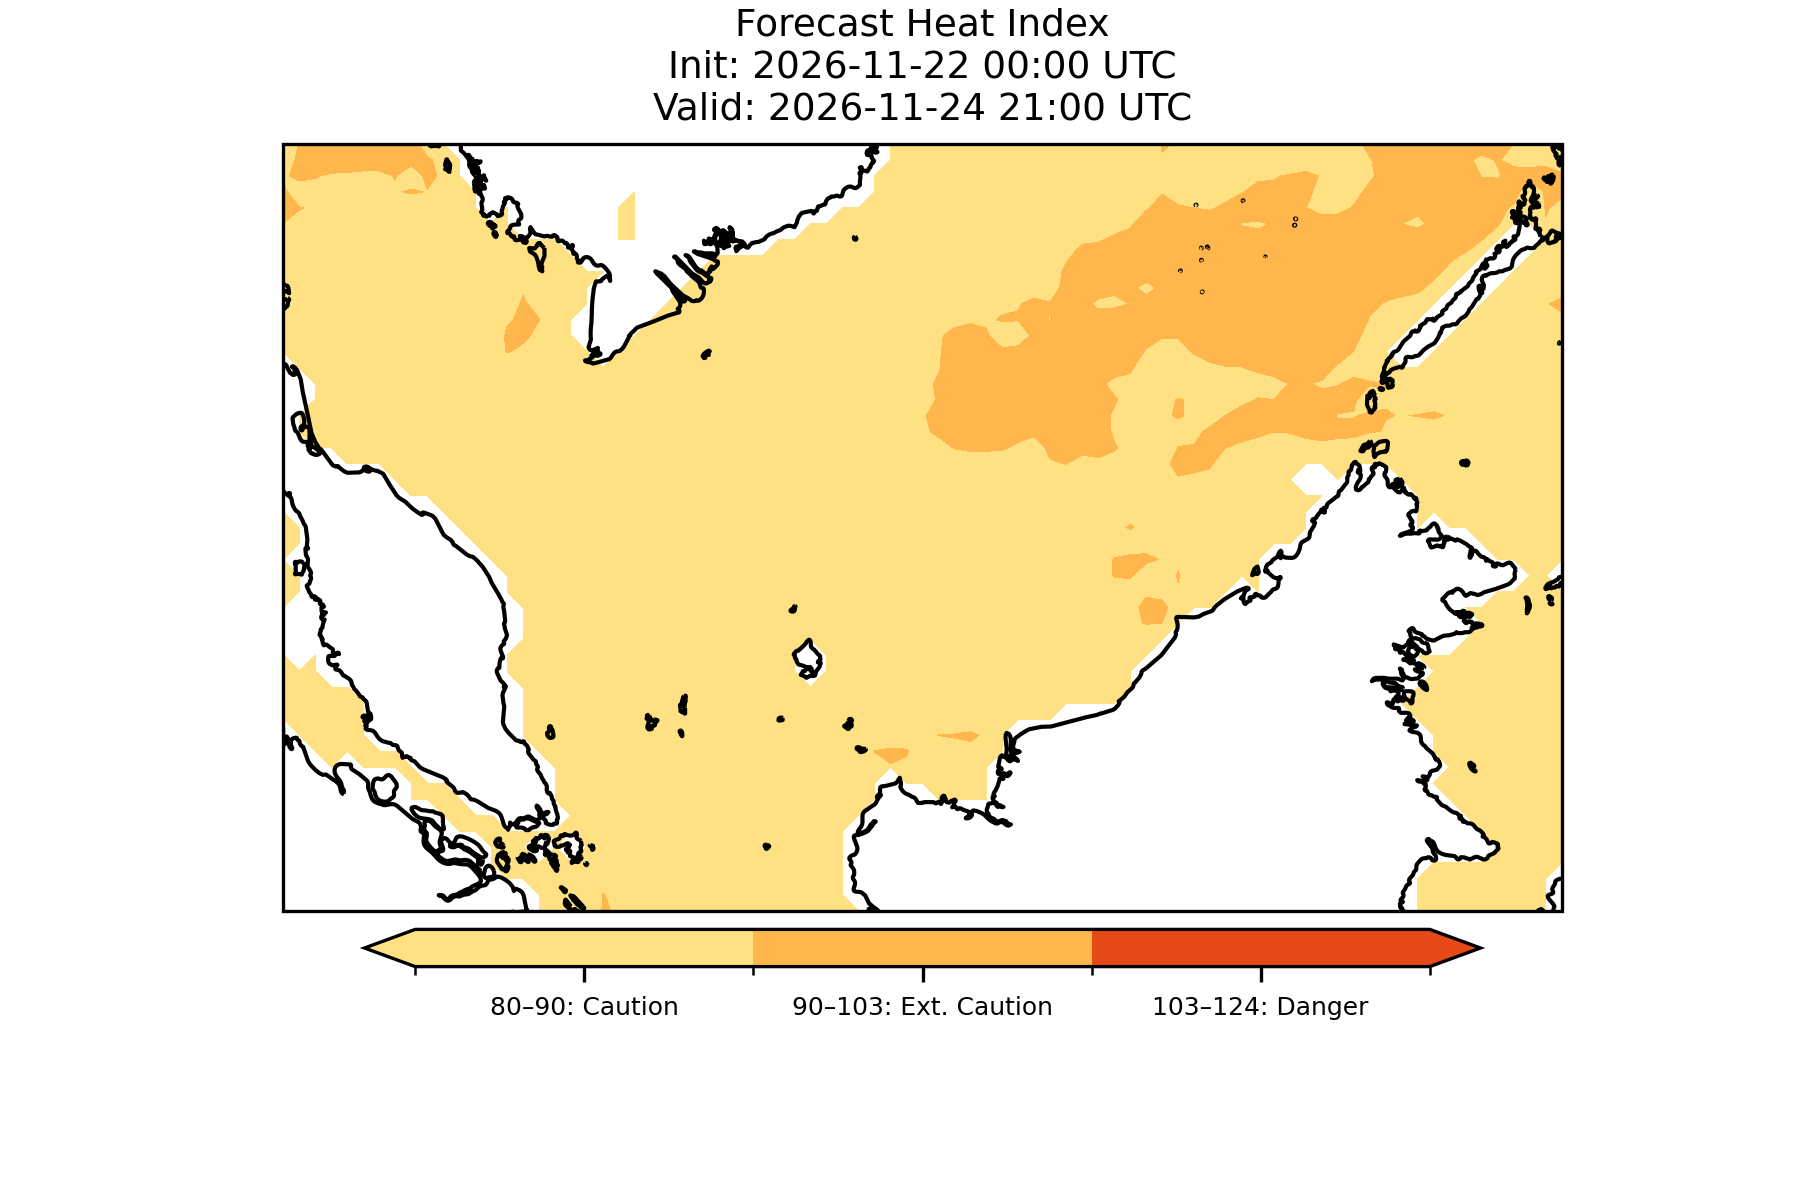 Forecast Heat Index
Init: 2026-11-22 00:00 UTC
Valid: 2026-11-24 21:00 UTC
80–90: Caution
90–103: Ext. Caution
103–124: Danger